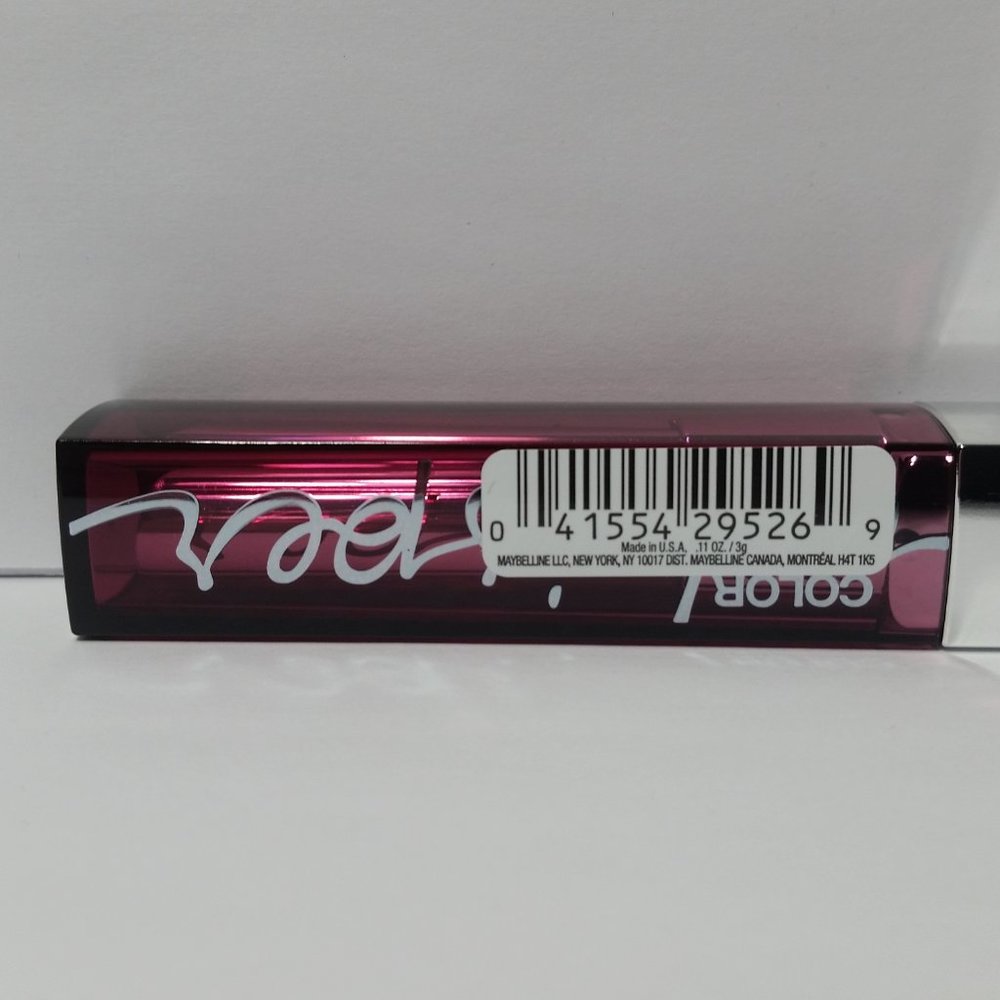 0 41554 29526 9
Made in U.S.A. .11 OZ. / 3g
MAYBELLINE LLC, NEW YORK, NY 10017 DIST. MAYBELLINE CANADA, MONTRÉAL H4T 1K5
COLOR